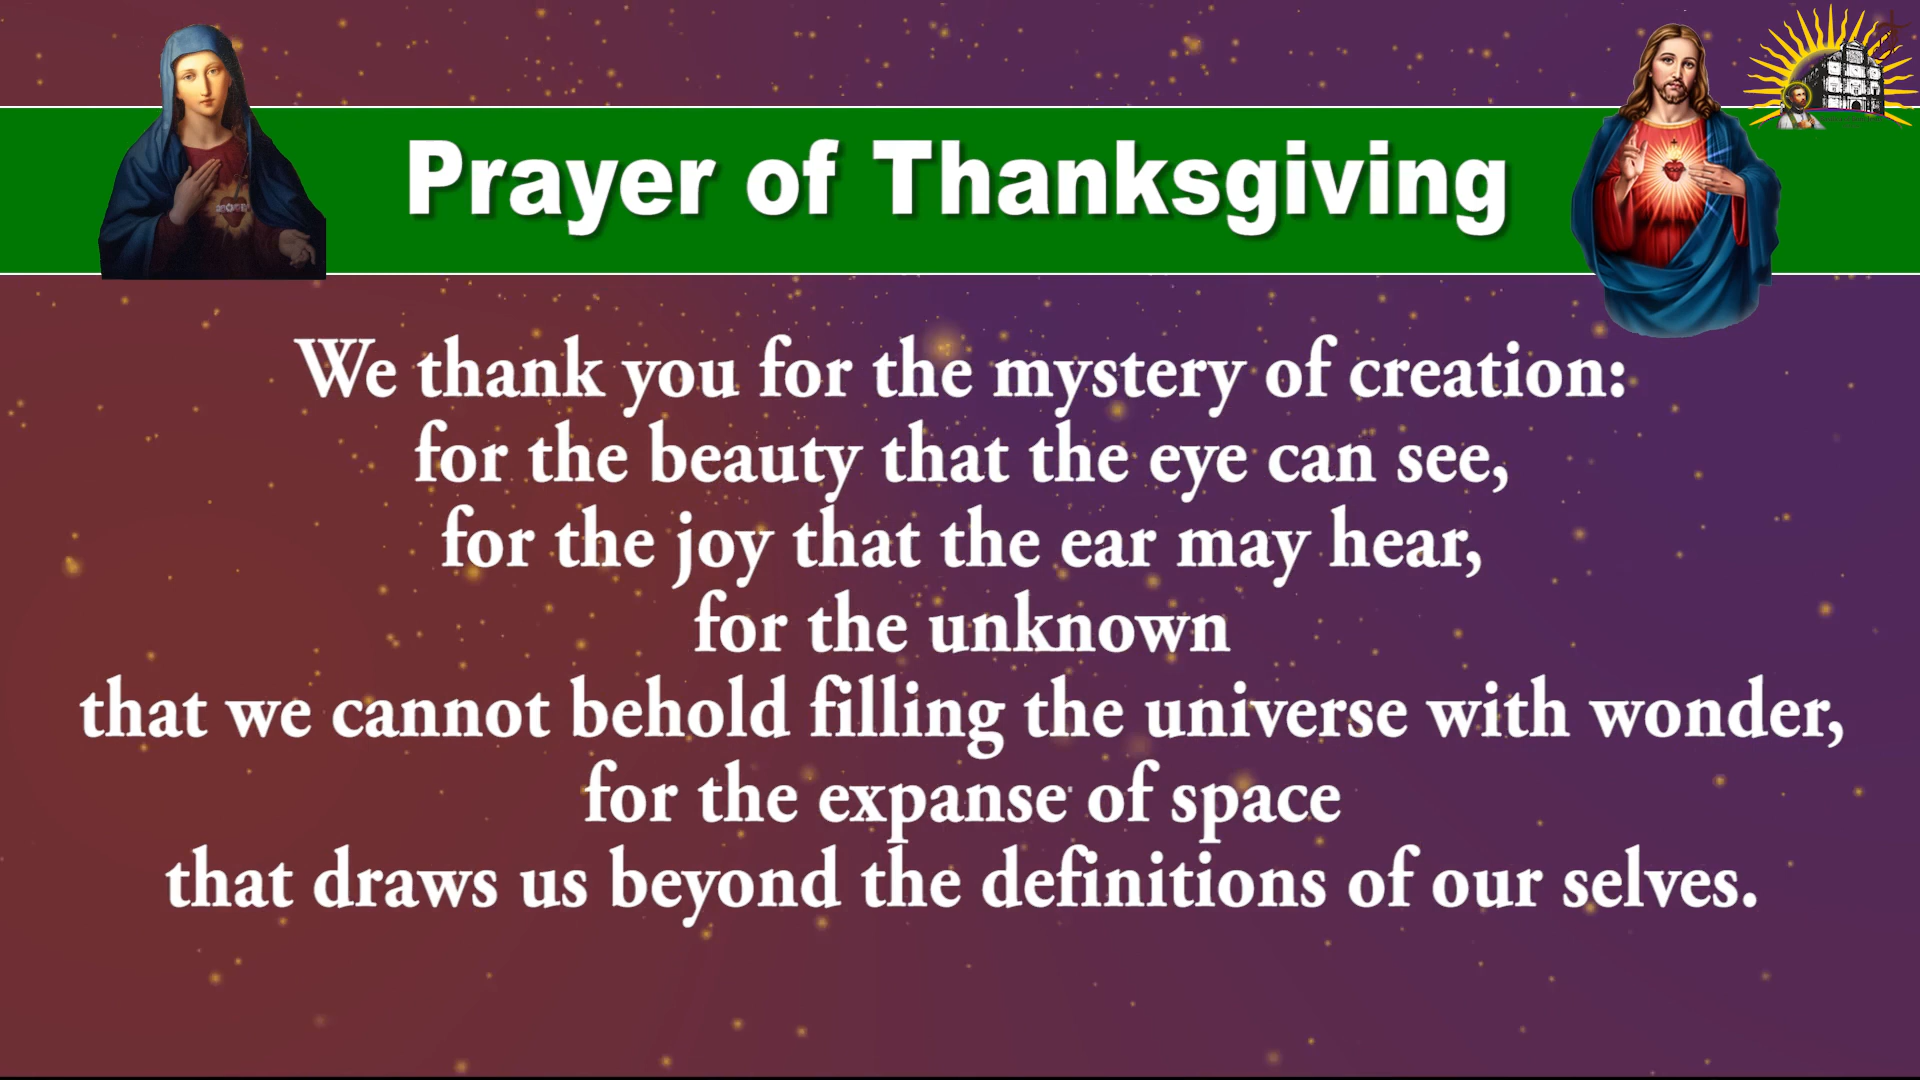 Prayer of Thanksgiving
We thank you for the mystery of creation:
for the beauty that the eye can see,
for the joy that the ear may hear,
for the unknown
that we cannot behold filling the universe with wonder,
for the expanse of space
that draws us beyond the definitions of our selves.